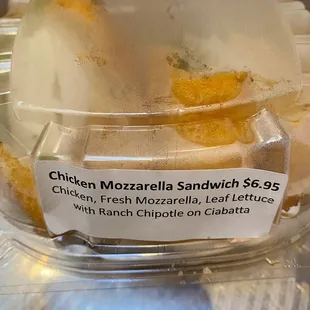 Chicken Mozzarella Sandwich $6.95
Chicken, Fresh Mozzarella, Leaf Lettuce
with Ranch Chipotle on Ciabatta